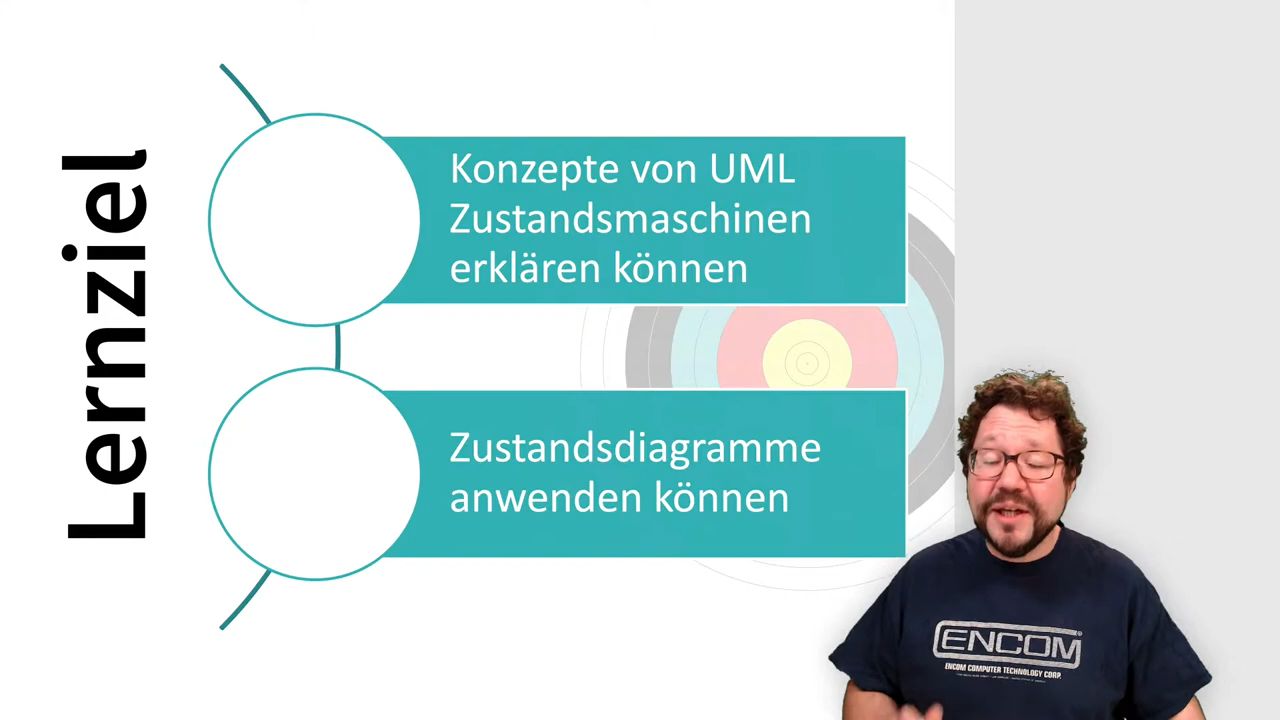 Lernziel
Konzepte von UML
Zustandsmaschinen
erklären können
Zustandsdiagramme
anwenden können
ENCOM
ENCOM COMPUTER TECHNOLOGY CORP.